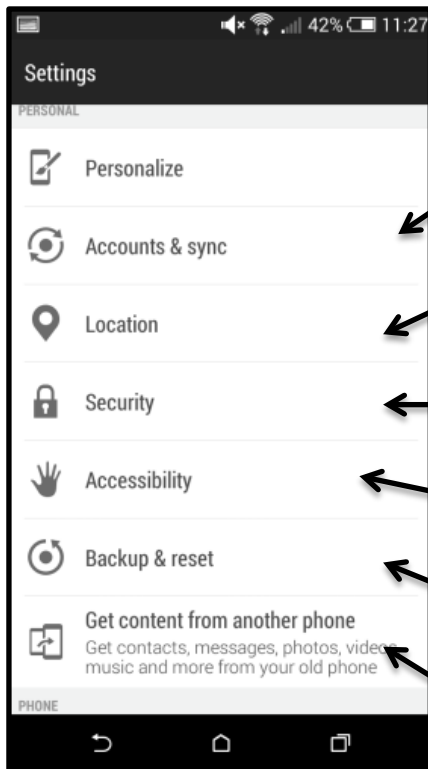 42% 11:27
Settings
PERSONAL
Personalize
Accounts & sync
Location
Security
Accessibility
Backup & reset
Get content from another phone
Get contacts, messages, photos, videos,
music and more from your old phone
PHONE